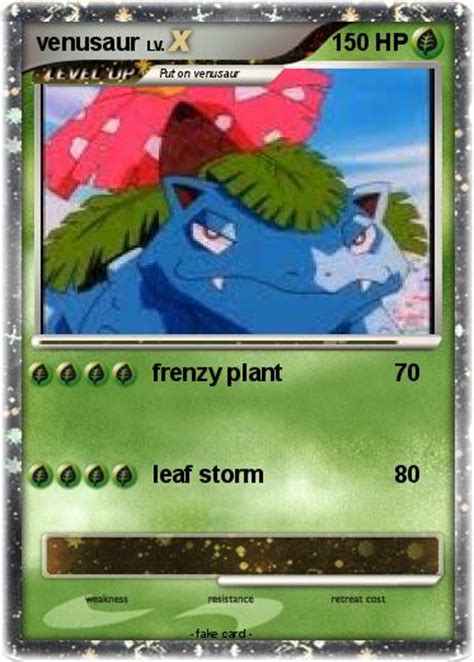 venusaur LV. X 150 HP
LEVEL UP Put on venusaur
frenzy plant 70
leaf storm 80
weakness resistance retreat cost
- fake card -